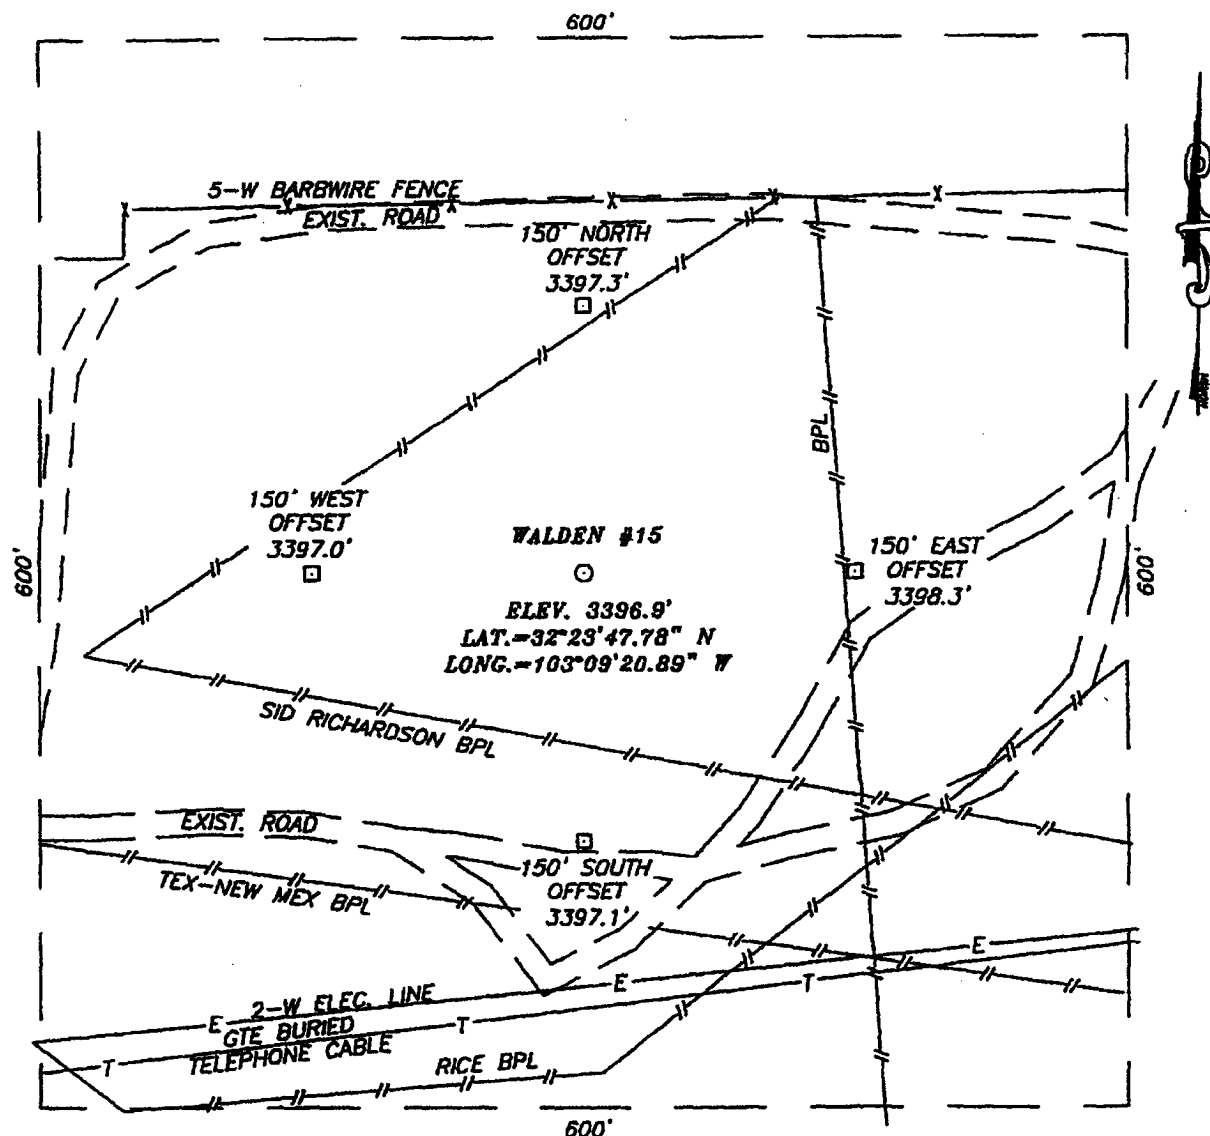 600'
5-W BARBWIRE FENCE
EXIST. ROAD
150' NORTH
OFFSET
3397.3'
BPL
150' WEST
OFFSET
3397.0'
WALDEN #15
150' EAST
OFFSET
3398.3'
600'
600'
ELEV. 3396.9'
LAT.=32°23'47.78" N
LONG.=103°09'20.89" W
SID RICHARDSON BPL
EXIST. ROAD
150' SOUTH
OFFSET
3397.1'
TEX-NEW MEX BPL
E
E
2-W ELEC. LINE
E
T
GTE BURIED
T
TELEPHONE CABLE
T
RICE BPL
600'